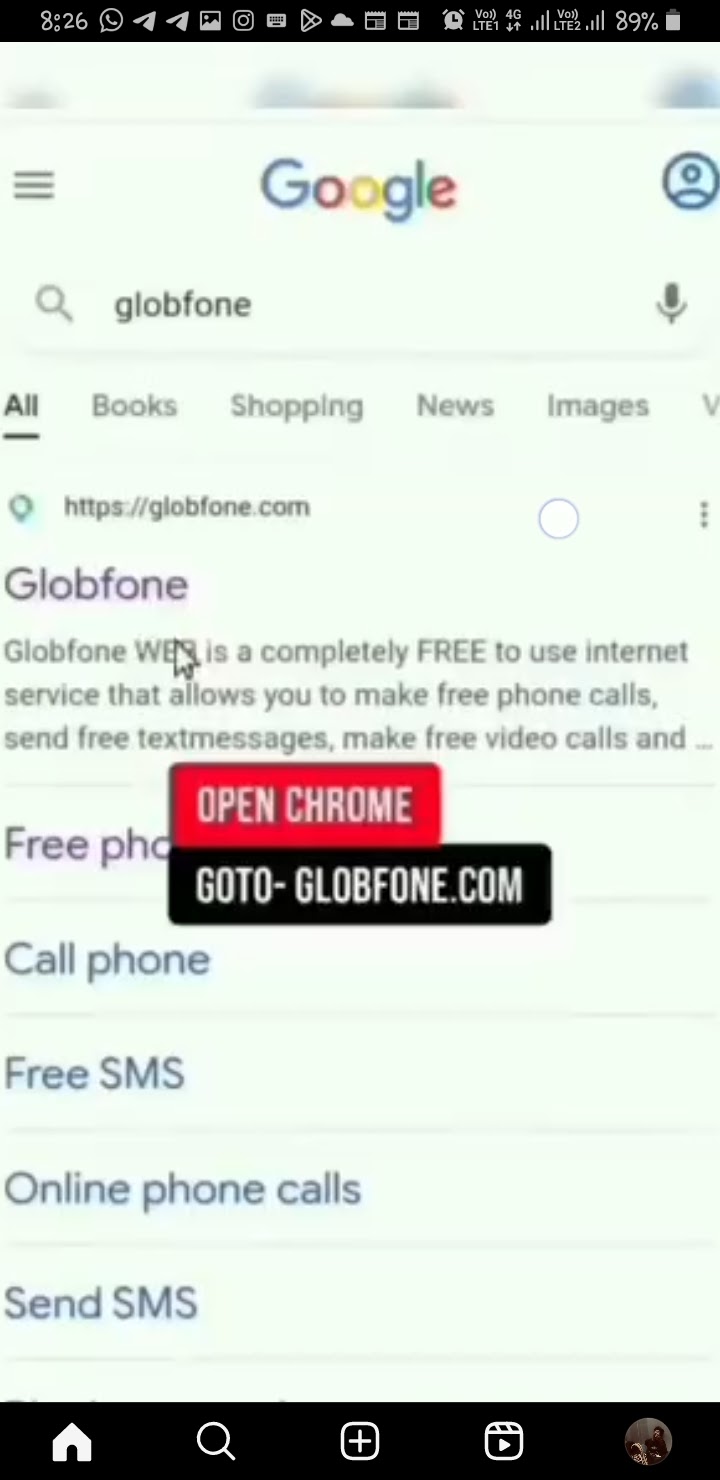 8:26
Vo) LTE1 4G Vo) LTE2 89%
Google
globfone
All Books Shopping News Images V
https://globfone.com
Globfone
Globfone WEB is a completely FREE to use internet
service that allows you to make free phone calls,
send free textmessages, make free video calls and ...
OPEN CHROME
Free pho
GOTO- GLOBFONE.COM
Call phone
Free SMS
Online phone calls
Send SMS